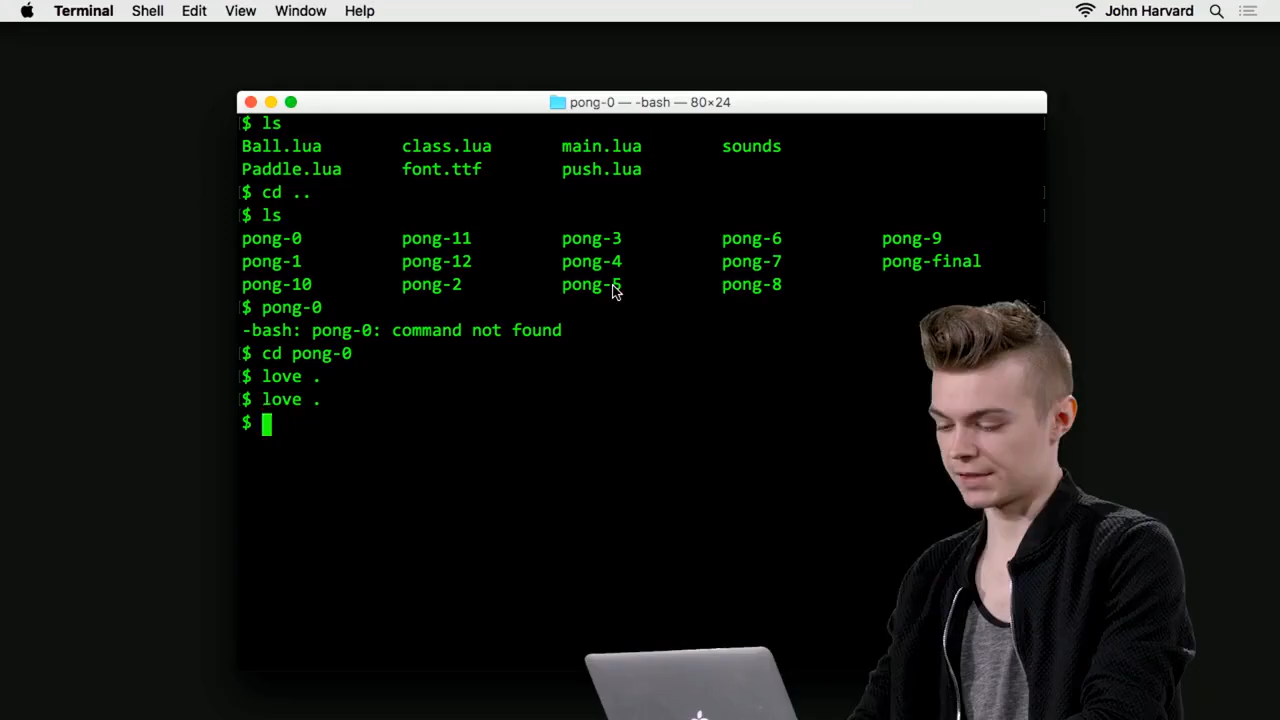 Terminal Shell Edit View Window Help John Harvard
pong-0 — -bash — 80×24
$ ls
Ball.lua class.lua main.lua sounds
Paddle.lua font.ttf push.lua
$ cd ..
$ ls
pong-0 pong-11 pong-3 pong-6 pong-9
pong-1 pong-12 pong-4 pong-7 pong-final
pong-10 pong-2 pong-5 pong-8
$ pong-0
-bash: pong-0: command not found
$ cd pong-0
$ love .
$ love .
$